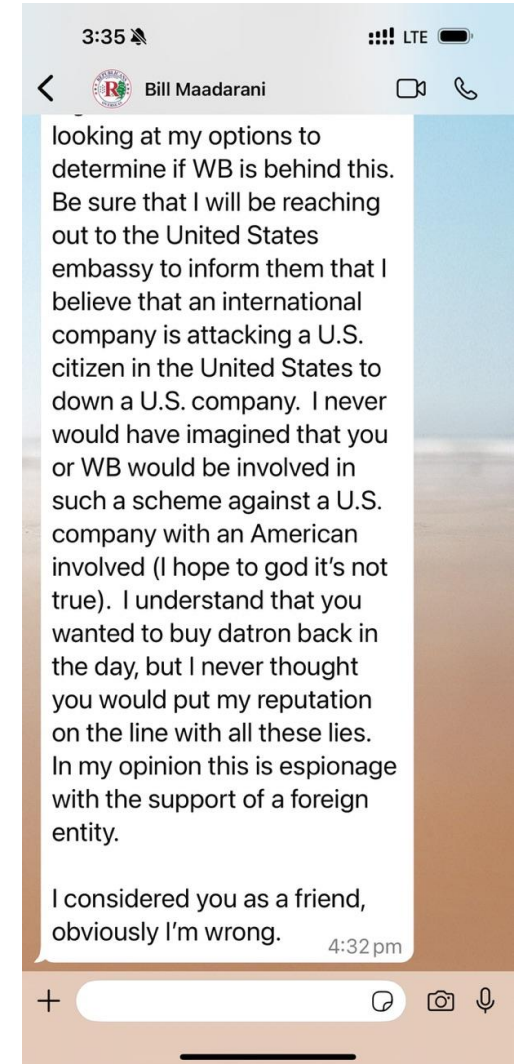 3:35
LTE
Bill Maadarani
looking at my options to
determine if WB is behind this.
Be sure that I will be reaching
out to the United States
embassy to inform them that I
believe that an international
company is attacking a U.S.
citizen in the United States to
down a U.S. company.  I never
would have imagined that you
or WB would be involved in
such a scheme against a U.S.
company with an American
involved (I hope to god it’s not
true).  I understand that you
wanted to buy datron back in
the day, but I never thought
you would put my reputation
on the line with all these lies.
In my opinion this is espionage
with the support of a foreign
entity.
I considered you as a friend,
obviously I’m wrong.
4:32 pm